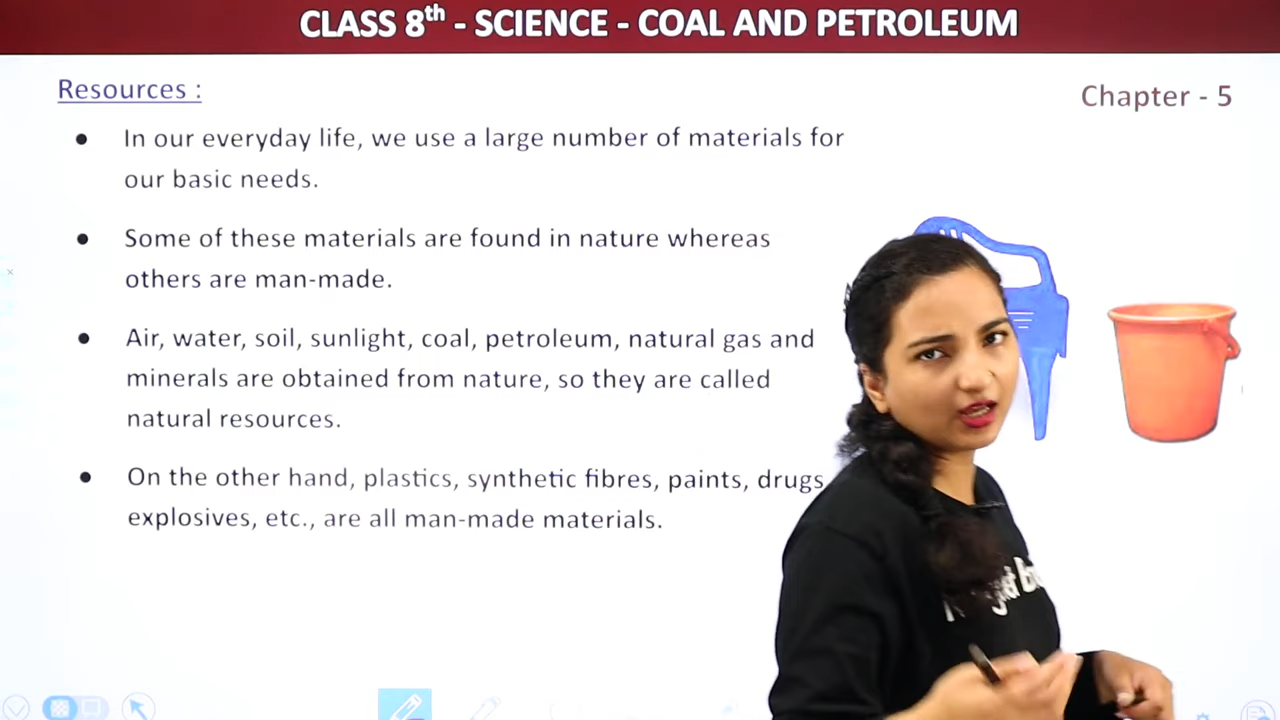 CLASS 8th - SCIENCE - COAL AND PETROLEUM
Resources :
Chapter - 5
● In our everyday life, we use a large number of materials for
our basic needs.
● Some of these materials are found in nature whereas
others are man-made.
● Air, water, soil, sunlight, coal, petroleum, natural gas and
minerals are obtained from nature, so they are called
natural resources.
● On the other hand, plastics, synthetic fibres, paints, drugs
explosives, etc., are all man-made materials.